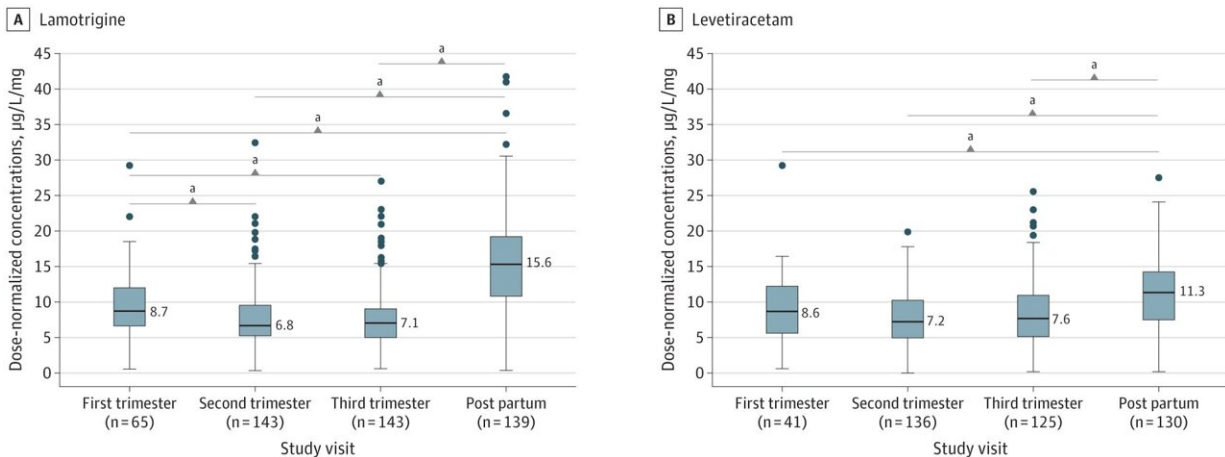 A Lamotrigine
Dose-normalized concentrations, µg/L/mg
45
40
35
30
25
20
15
10
5
0
a
a
a
a
a
8.7
6.8
7.1
15.6
First trimester Second trimester Third trimester Post partum
(n=65) (n=143) (n=143) (n=139)
Study visit
B Levetiracetam
Dose-normalized concentrations, µg/L/mg
45
40
35
30
25
20
15
10
5
0
a
a
a
8.6
7.2
7.6
11.3
First trimester Second trimester Third trimester Post partum
(n=41) (n=136) (n=125) (n=130)
Study visit